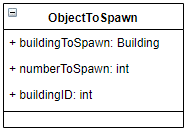 ObjectToSpawn
+ buildingToSpawn: Building
+ numberToSpawn: int
+ buildingID: int